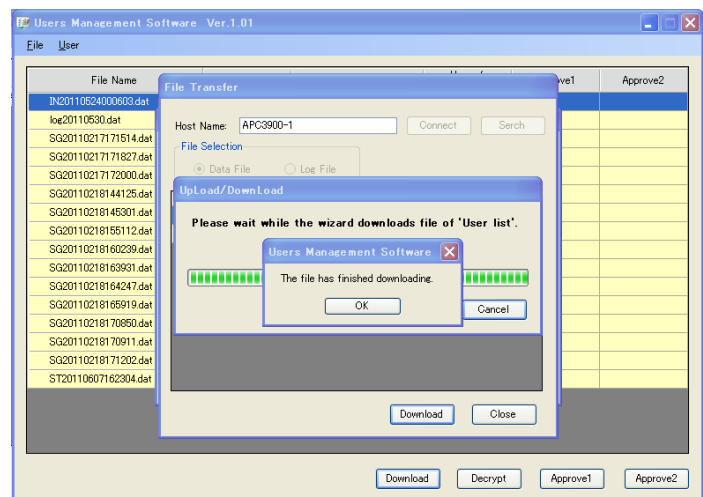 Users Management Software Ver.1.01
File User
File Name
Approve2
IN20110524000603.dat
log20110530.dat
SG20110217171514.dat
SG20110217171827.dat
SG20110217172000.dat
SG20110218144125.dat
SG20110218145301.dat
SG20110218155112.dat
SG20110218160239.dat
SG20110218163931.dat
SG20110218164247.dat
SG20110218165919.dat
SG20110218170850.dat
SG20110218170911.dat
SG20110218171202.dat
ST20110607162304.dat
File Transfer
Host Name: APC3900-1 Connect Serch
File Selection
Data File Log File
UpLoad/DownLoad
Please wait while the wizard downloads file of 'User list'.
Users Management Software
The file has finished downloading.
OK
Cancel
Download Close
Download Decrypt Approve1 Approve2